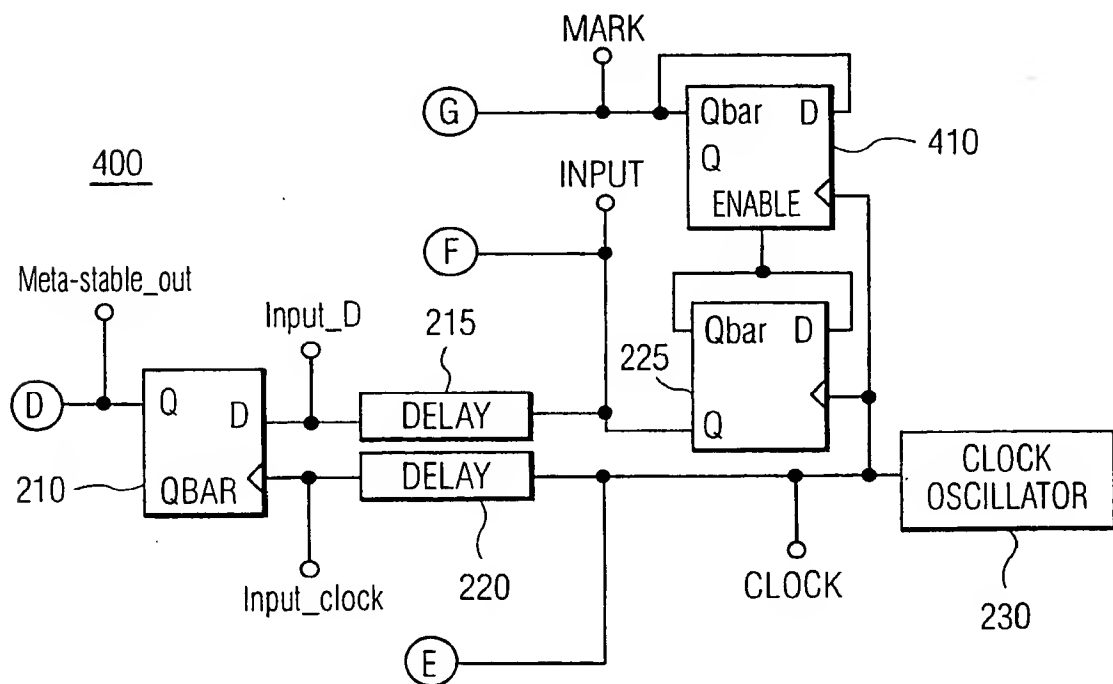 MARK
G
Qbar D
Q
ENABLE
410
400
INPUT
F
Meta-stable_out
Input_D
215
Qbar D
225
Q
D
Q
D
QBAR
210
DELAY
DELAY
220
Input_clock
CLOCK
CLOCK
OSCILLATOR
230
E